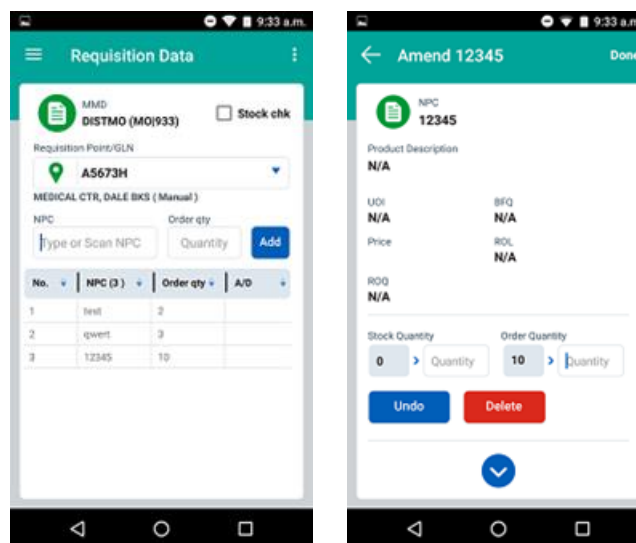 9:33 a.m.
Requisition Data
MMD
DISTMO (MO|933)
Stock chk
Requisition Point/GLN
A5673H
MEDICAL CTR, DALE BKS ( Manual )
NPC Order qty
Type or Scan NPC Quantity Add
No. NPC (3) Order qty A/D
1 test 2
2 qwert 3
3 12345 10
9:33 a.m
Amend 12345 Done
NPC
12345
Product Description
N/A
UOI BFQ
N/A N/A
Price ROL
N/A
ROQ
N/A
Stock Quantity Order Quantity
0 > Quantity 10 > Quantity
Undo Delete